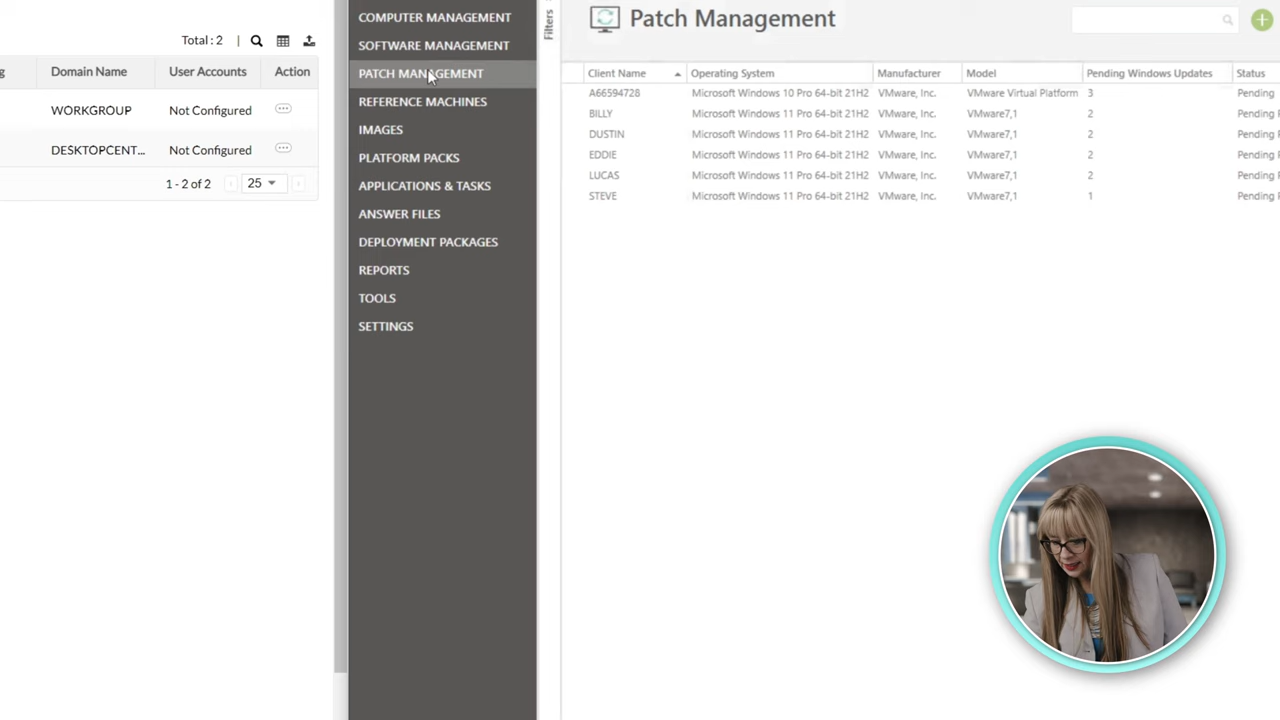 Total : 2 |
g Domain Name User Accounts Action
WORKGROUP Not Configured
DESKTOPCENT... Not Configured
1 - 2 of 2 25
COMPUTER MANAGEMENT
SOFTWARE MANAGEMENT
PATCH MANAGEMENT
REFERENCE MACHINES
IMAGES
PLATFORM PACKS
APPLICATIONS & TASKS
ANSWER FILES
DEPLOYMENT PACKAGES
REPORTS
TOOLS
SETTINGS
Filters
Patch Management
Client Name Operating System Manufacturer Model Pending Windows Updates Status
A66594728 Microsoft Windows 10 Pro 64-bit 21H2 VMware, Inc. VMware Virtual Platform 3 Pending
BILLY Microsoft Windows 11 Pro 64-bit 21H2 VMware, Inc. VMware7,1 2 Pending R
DUSTIN Microsoft Windows 11 Pro 64-bit 21H2 VMware, Inc. VMware7,1 2 Pending R
EDDIE Microsoft Windows 11 Pro 64-bit 21H2 VMware, Inc. VMware7,1 2 Pending R
LUCAS Microsoft Windows 11 Pro 64-bit 21H2 VMware, Inc. VMware7,1 2 Pending R
STEVE Microsoft Windows 11 Pro 64-bit 21H2 VMware, Inc. VMware7,1 1 Pending R